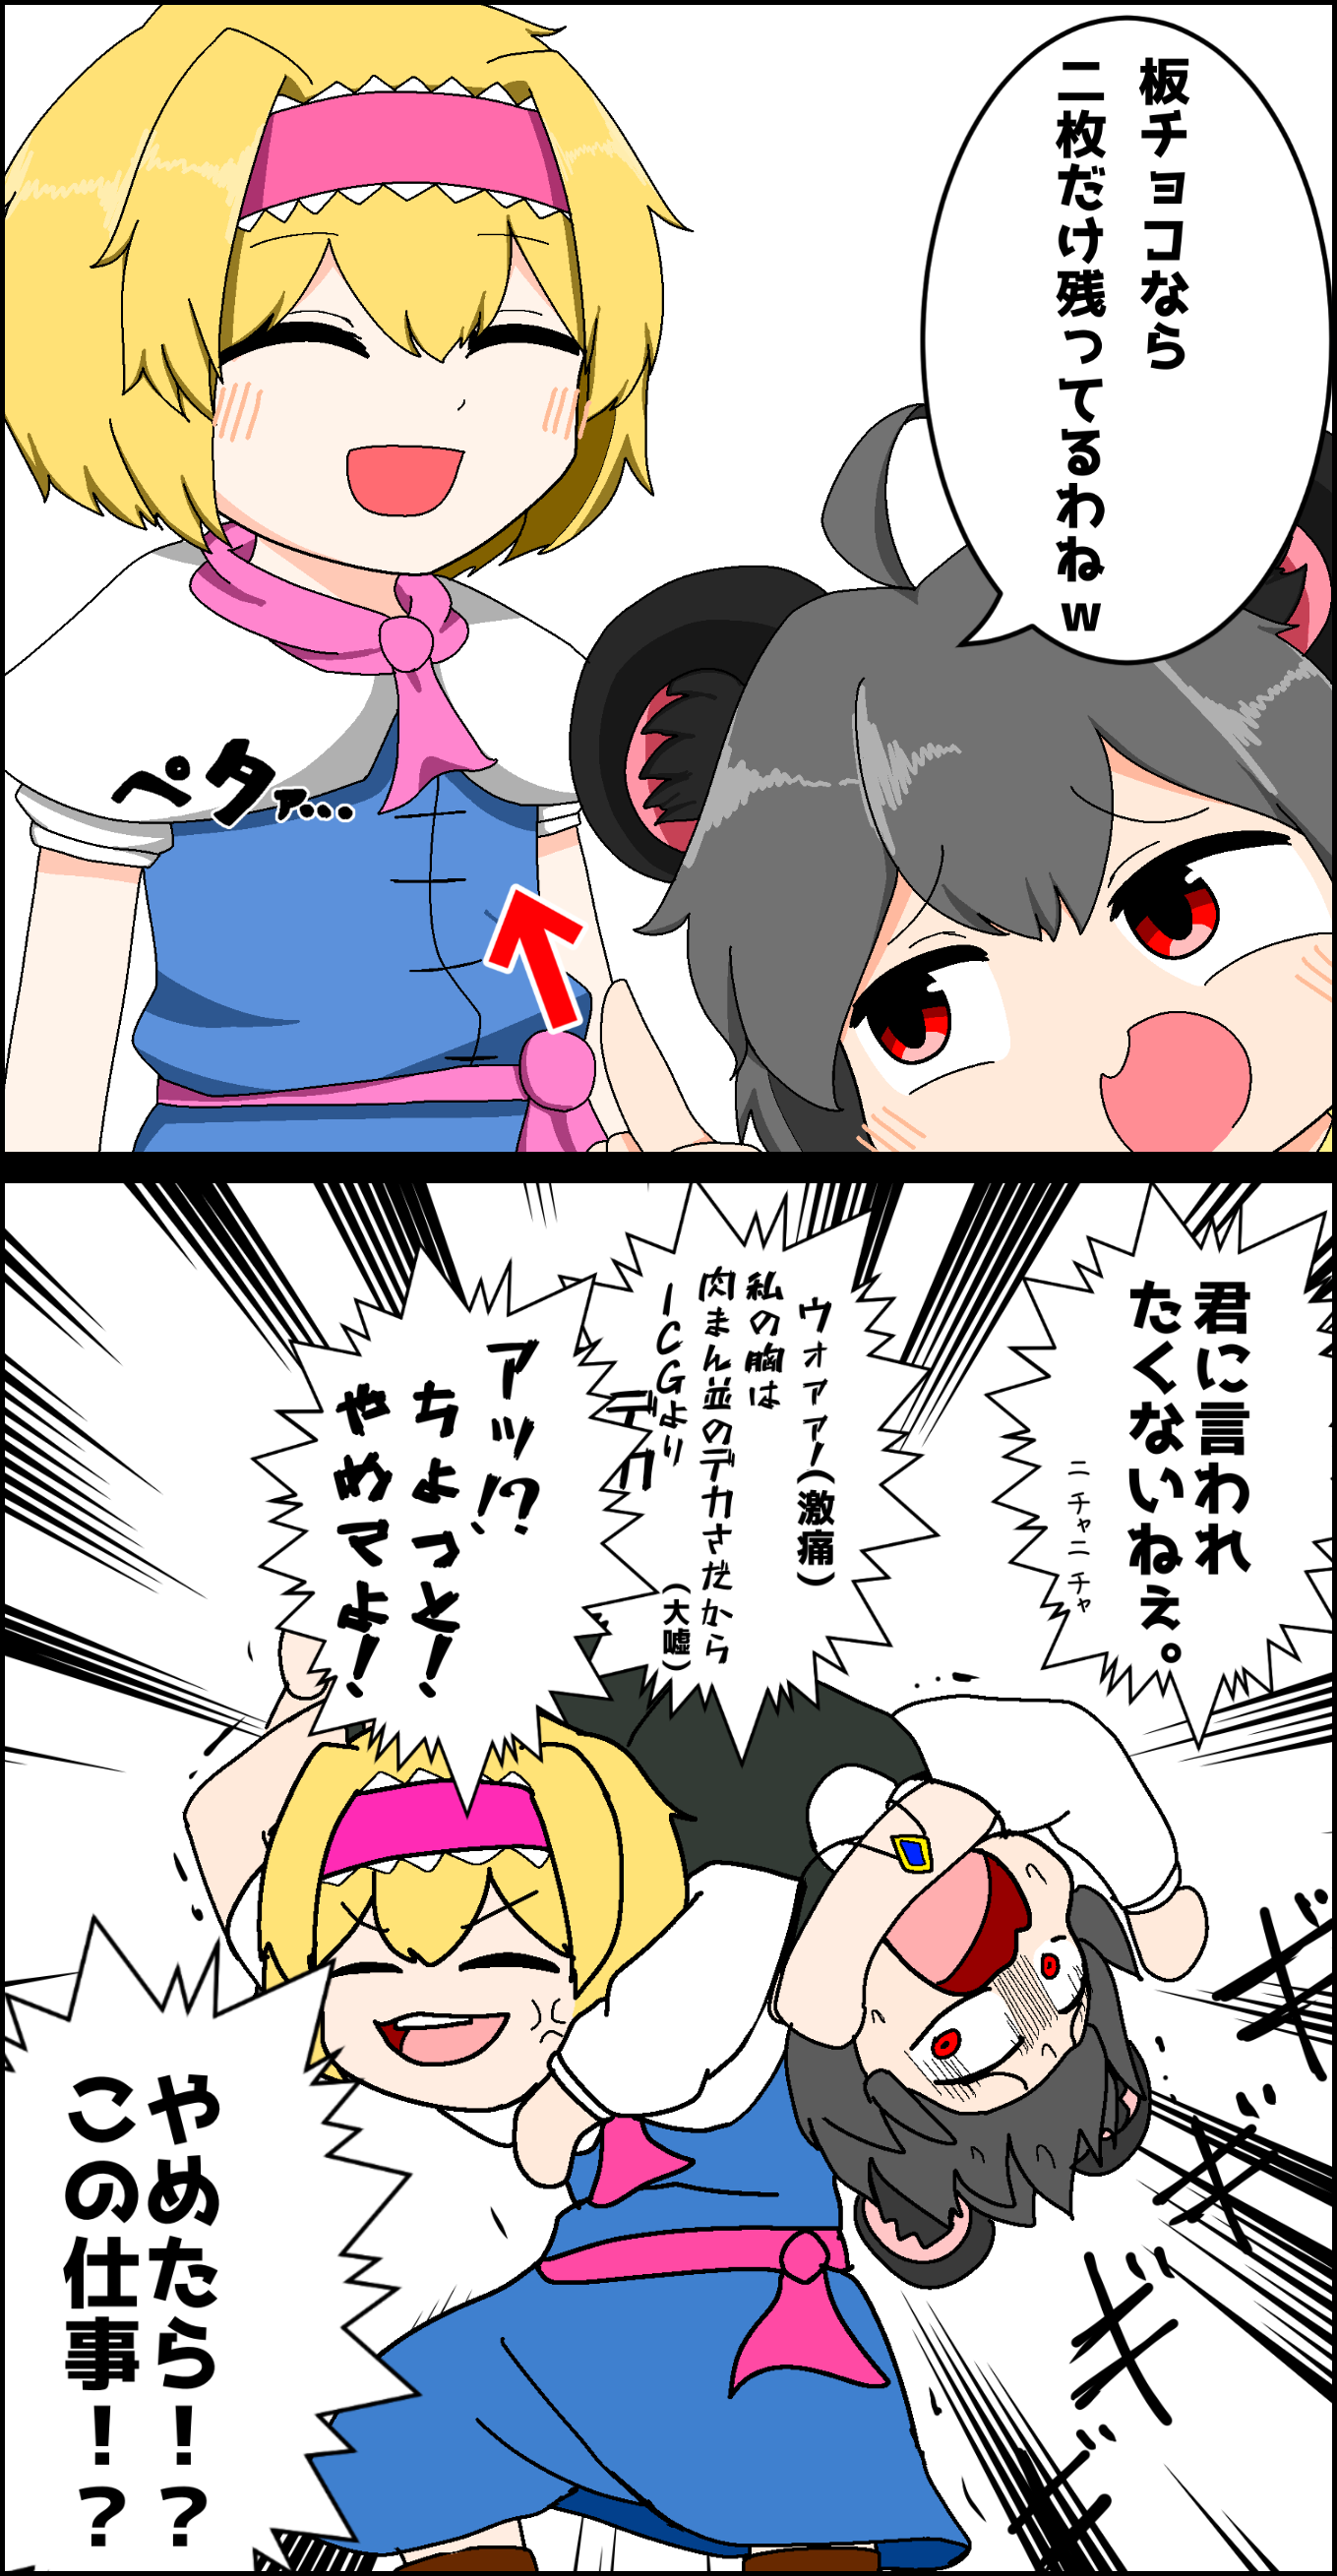 板チョコなら
二枚だけ残ってるわねw
ペタァ...
君に言われ
たくないねぇ。
ニチャニチャ
ウォァァ!(激痛)
私の胸は
肉まん並のデカさだから
ICGより
デカ
(大嘘)
アッ!?
ちょっと!
やめマよ!
ギギギギ
やめたら!?
この仕事!?